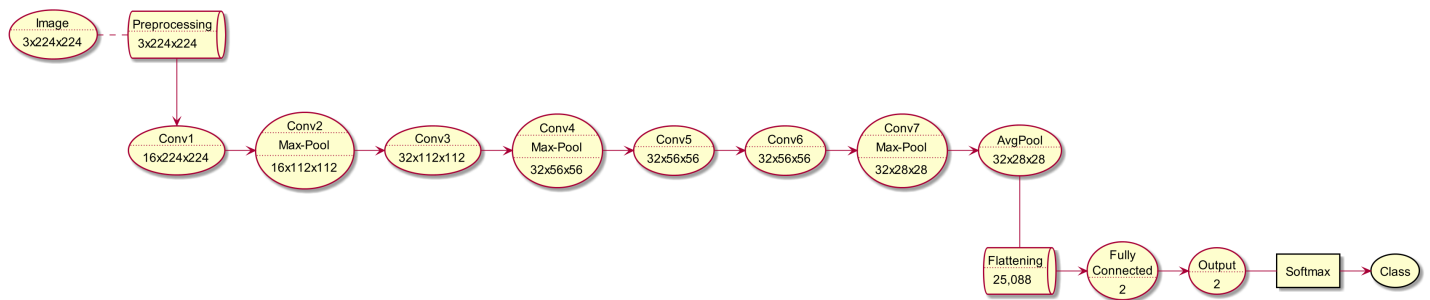 Image
3x224x224
Preprocessing
3x224x224
Conv1
16x224x224
Conv2
Max-Pool
16x112x112
Conv3
32x112x112
Conv4
Max-Pool
32x56x56
Conv5
32x56x56
Conv6
32x56x56
Conv7
Max-Pool
32x28x28
AvgPool
32x28x28
Flattening
25,088
Fully
Connected
2
Output
2
Softmax
Class